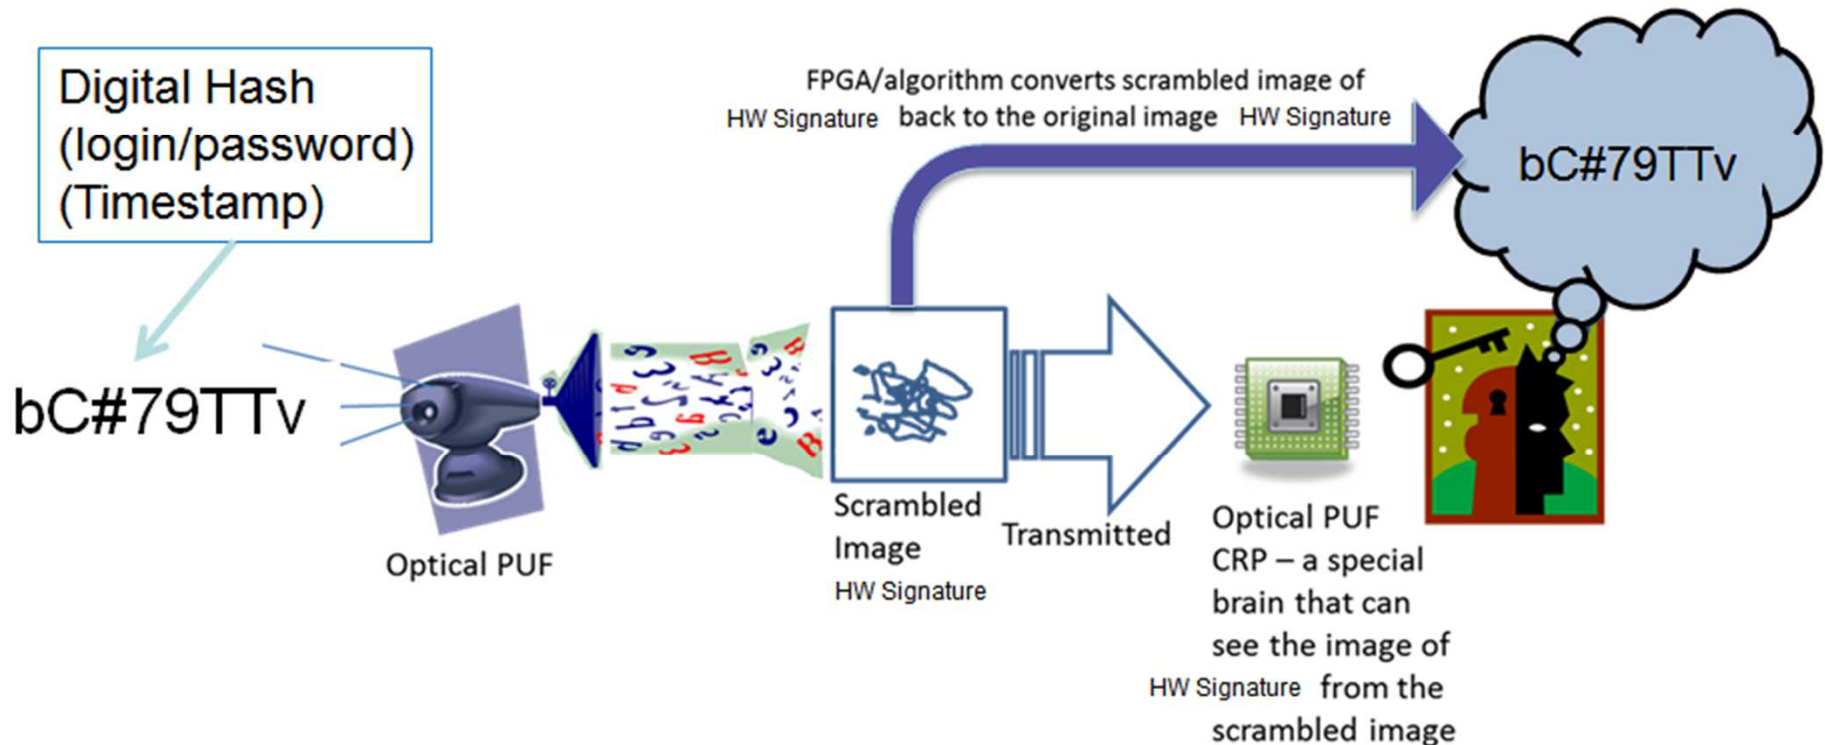 Digital Hash
(login/password)
(Timestamp)
bC#79TTv
Optical PUF
Scrambled
Image
HW Signature
Transmitted
FPGA/algorithm converts scrambled image of
HW Signature back to the original image HW Signature
bC#79TTv
Optical PUF
CRP – a special
brain that can
see the image of
HW Signature from the
scrambled image